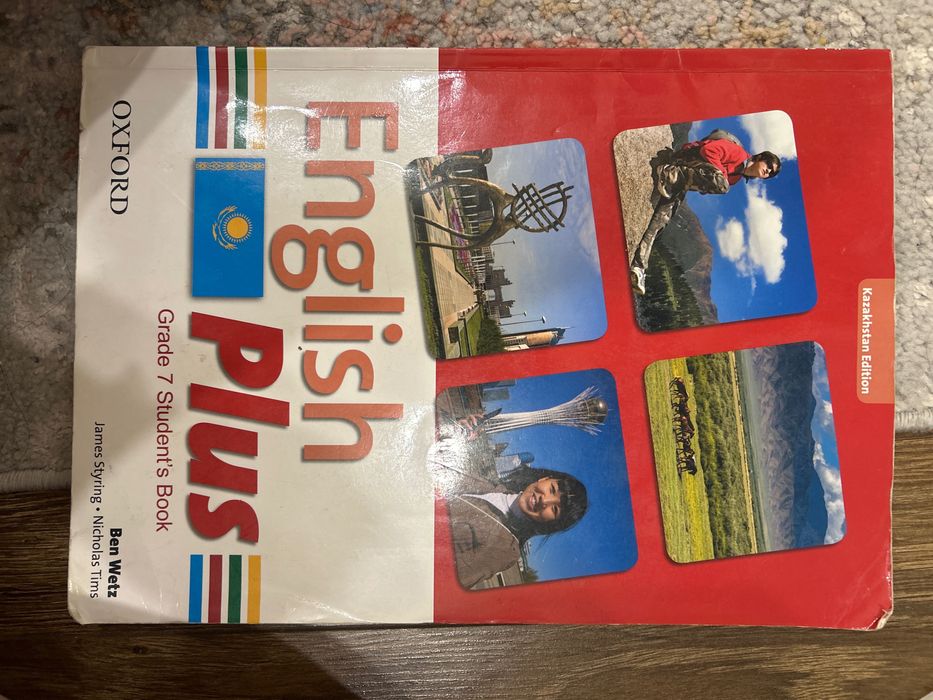 Kazakhstan Edition
English
Plus
Grade 7 Student's Book
OXFORD
Ben Wetz
James Styring • Nicholas Tims